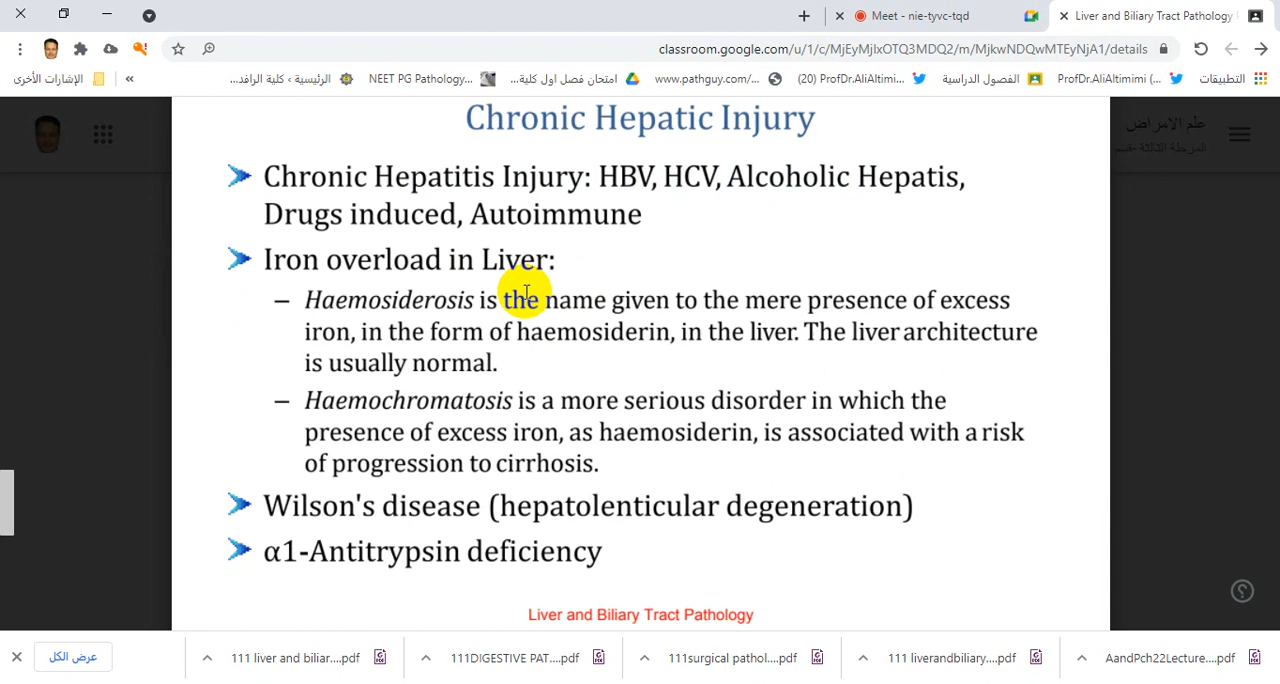 Meet - nie-tyvc-tqd
Liver and Biliary Tract Pathology
classroom.google.com/u/1/c/MjEyMjIxOTQ3MDQ2/m/MjkwNDQwMTEyNjA1/details
الإشارات الأخرى
»
الرئيسية › كلية الرافد...
NEET PG Pathology...
امتحان فصل اول كلية...
www.pathguy.com/...
(20) ProfDr.AliAltimi...
الفصول الدراسية
ProfDr.AliAltimimi (...
التطبيقات
علم الامراض
المرحلة الثالثة -قسم
Chronic Hepatic Injury
Chronic Hepatitis Injury: HBV, HCV, Alcoholic Hepatis,
Drugs induced, Autoimmune
Iron overload in Liver:
– Haemosiderosis is the name given to the mere presence of excess
iron, in the form of haemosiderin, in the liver. The liver architecture
is usually normal.
– Haemochromatosis is a more serious disorder in which the
presence of excess iron, as haemosiderin, is associated with a risk
of progression to cirrhosis.
Wilson's disease (hepatolenticular degeneration)
α1-Antitrypsin deficiency
Liver and Biliary Tract Pathology
عرض الكل
111 liver and biliar....pdf
111DIGESTIVE PAT....pdf
111surgical pathol....pdf
111 liverandbiliary....pdf
AandPch22Lecture....pdf